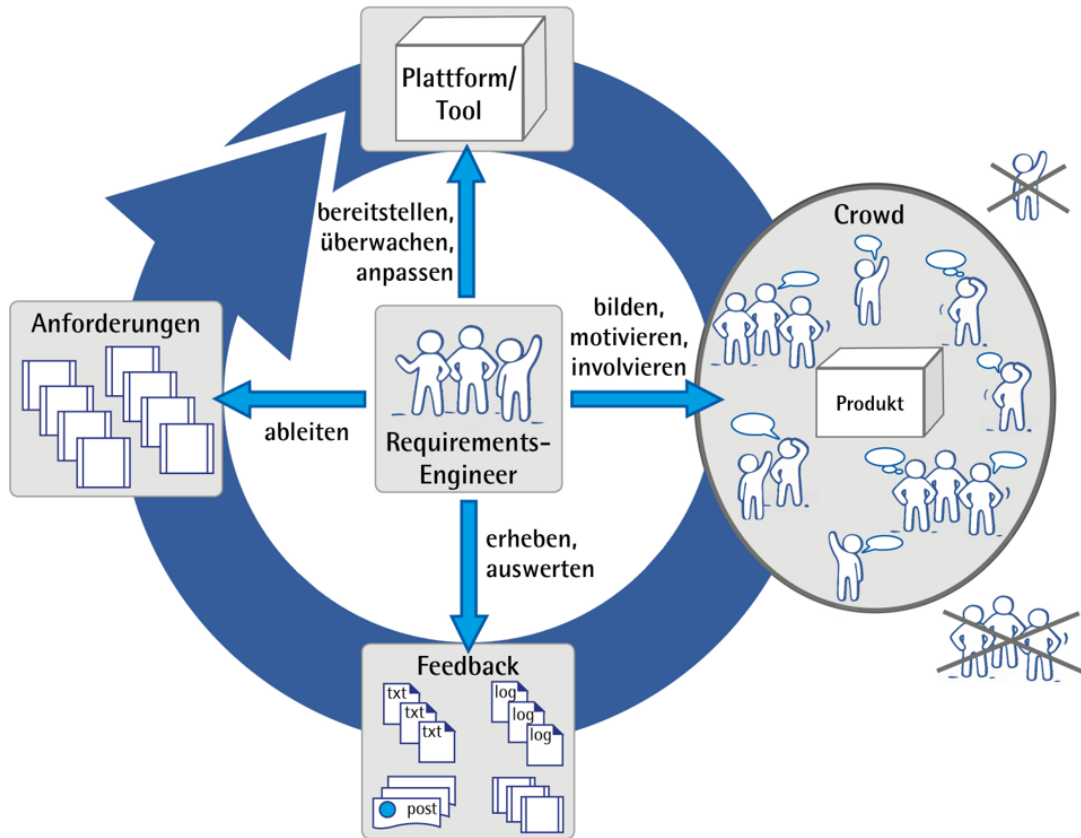 Plattform/
Tool
bereitstellen,
überwachen,
anpassen
Crowd
bilden,
motivieren,
involvieren
Produkt
Anforderungen
ableiten
Requirements-
Engineer
erheben,
auswerten
Feedback
txt
txt
txt
log
log
log
post